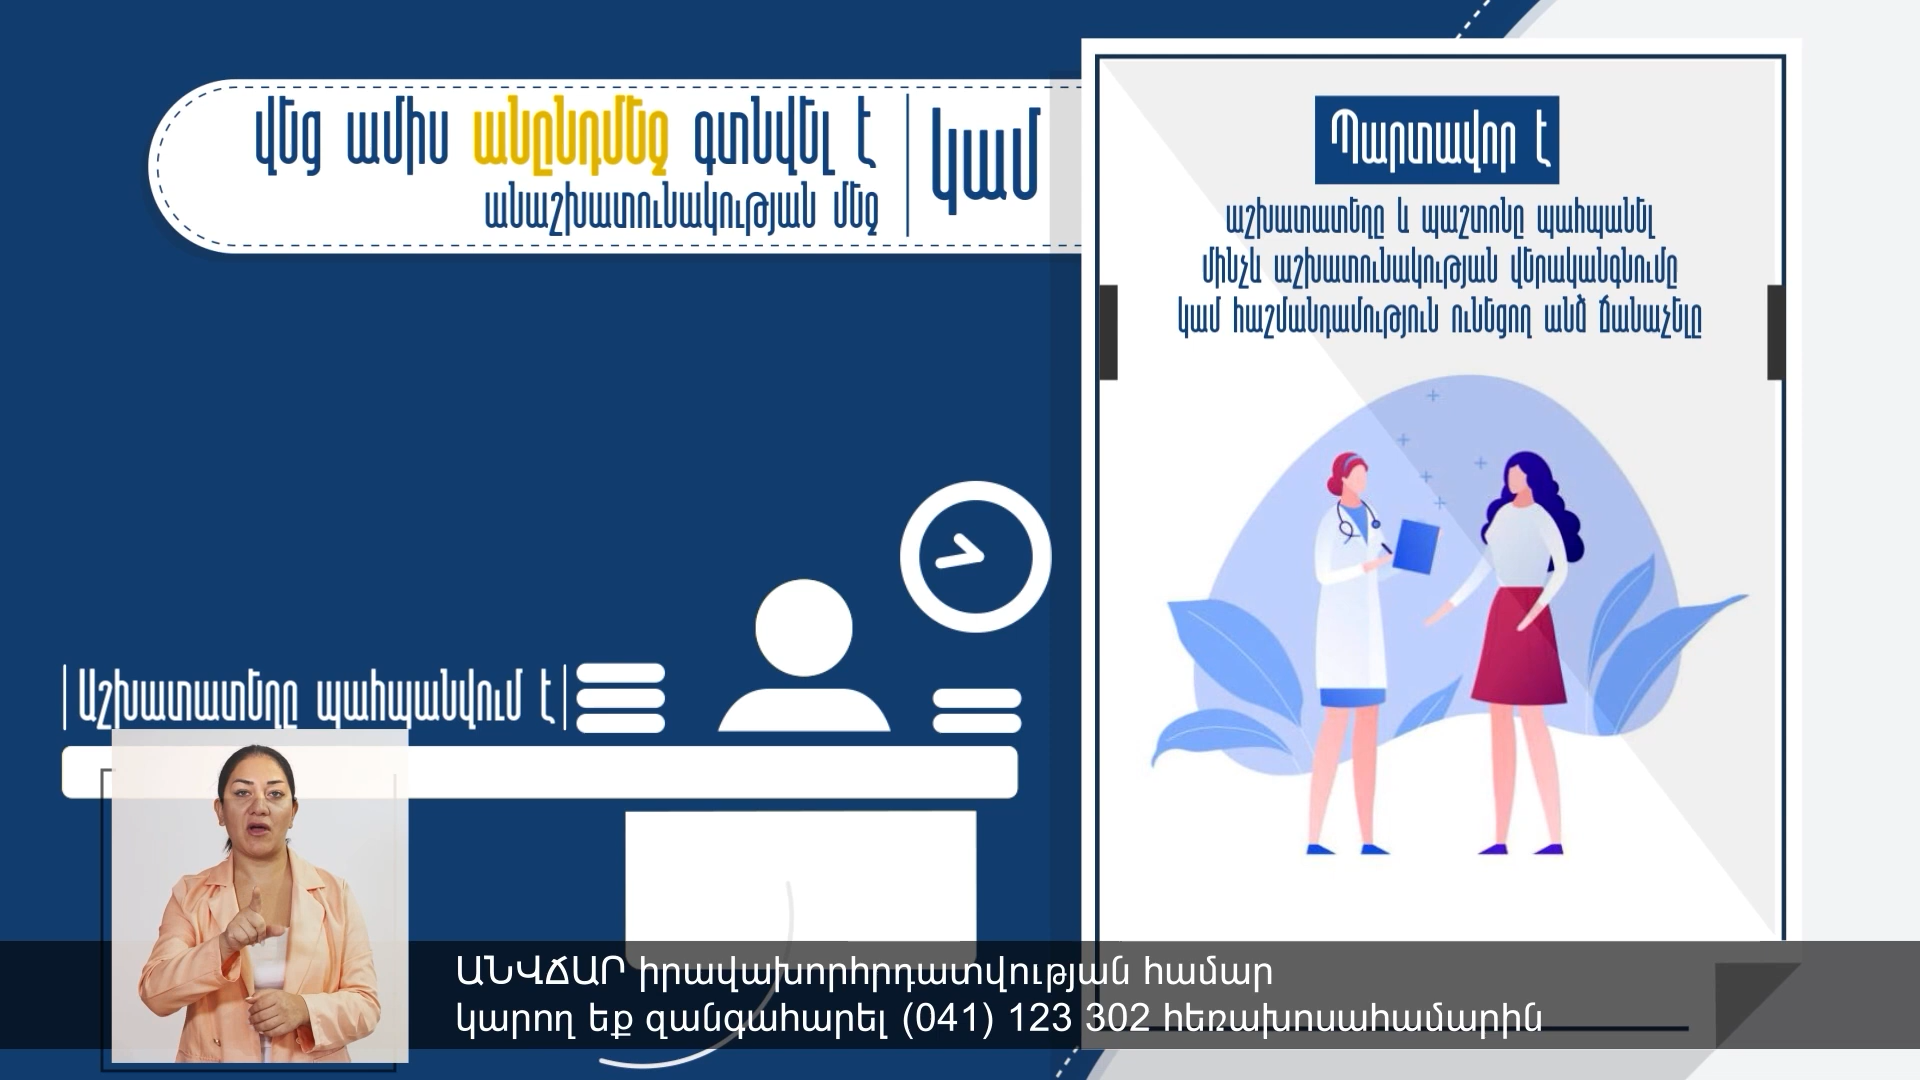 վեց ամիս անընդմեջ գտնվել է
անաշխատունակության մեջ
կամ
Պարտավոր է
աշխատատեղը և պաշտոնը պահպանել
մինչև աշխատունակության վերականգնումը
կամ հաշմանդամություն ունեցող անձ ճանաչելը
Աշխատատեղը պահպանվում է
ԱՆՎՃԱՐ իրավախորհրդատվության համար
կարող եք զանգահարել (041) 123 302 հեռախոսահամարին